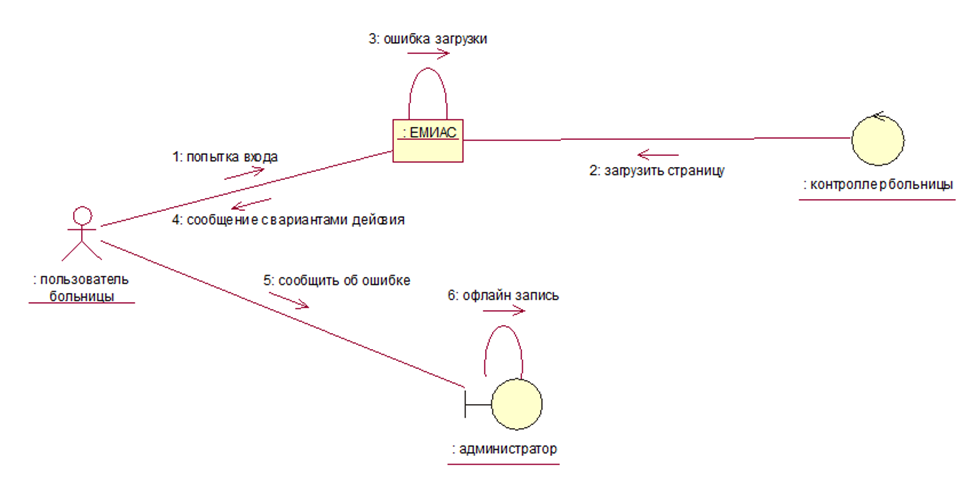 3: ошибка загрузки
: ЕМИАС
1: попытка входа
2: загрузить страницу
: контроллер больницы
4: сообщение с вариантами дейсвия
: пользователь
больницы
5: сообщить об ошибке
6: офлайн запись
: администратор